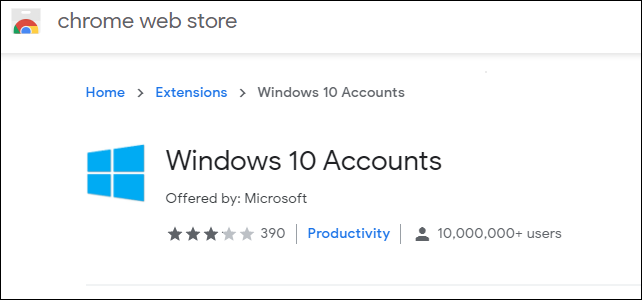 chrome web store
Home > Extensions > Windows 10 Accounts
Windows 10 Accounts
Offered by: Microsoft
390 Productivity 10,000,000+ users